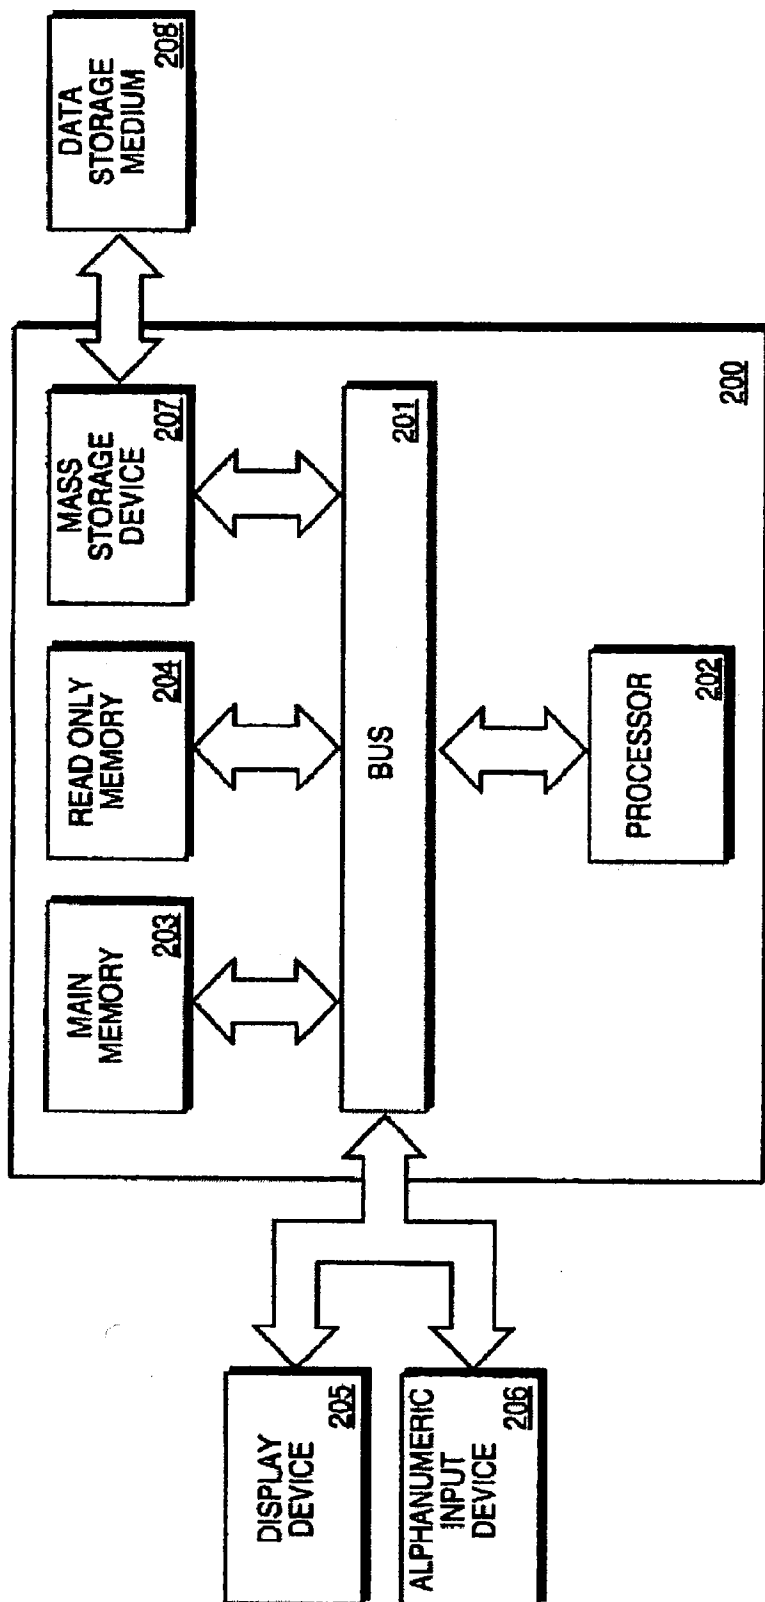 MAIN
MEMORY
203
READ ONLY
MEMORY
204
MASS
STORAGE
DEVICE
207
DATA
STORAGE
MEDIUM
208
DISPLAY
DEVICE
205
BUS
201
ALPHANUMERIC
INPUT
DEVICE
206
PROCESSOR
202
200